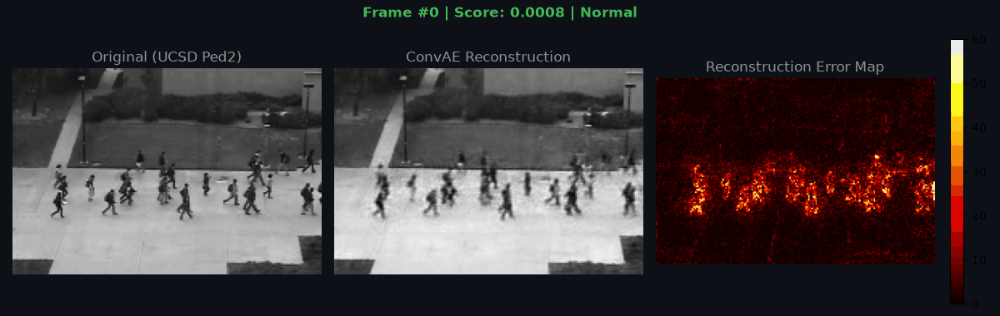 Frame #0 | Score: 0.0008 | Normal
Original (UCSD Ped2)
ConvAE Reconstruction
Reconstruction Error Map
60
50
40
30
20
10
0